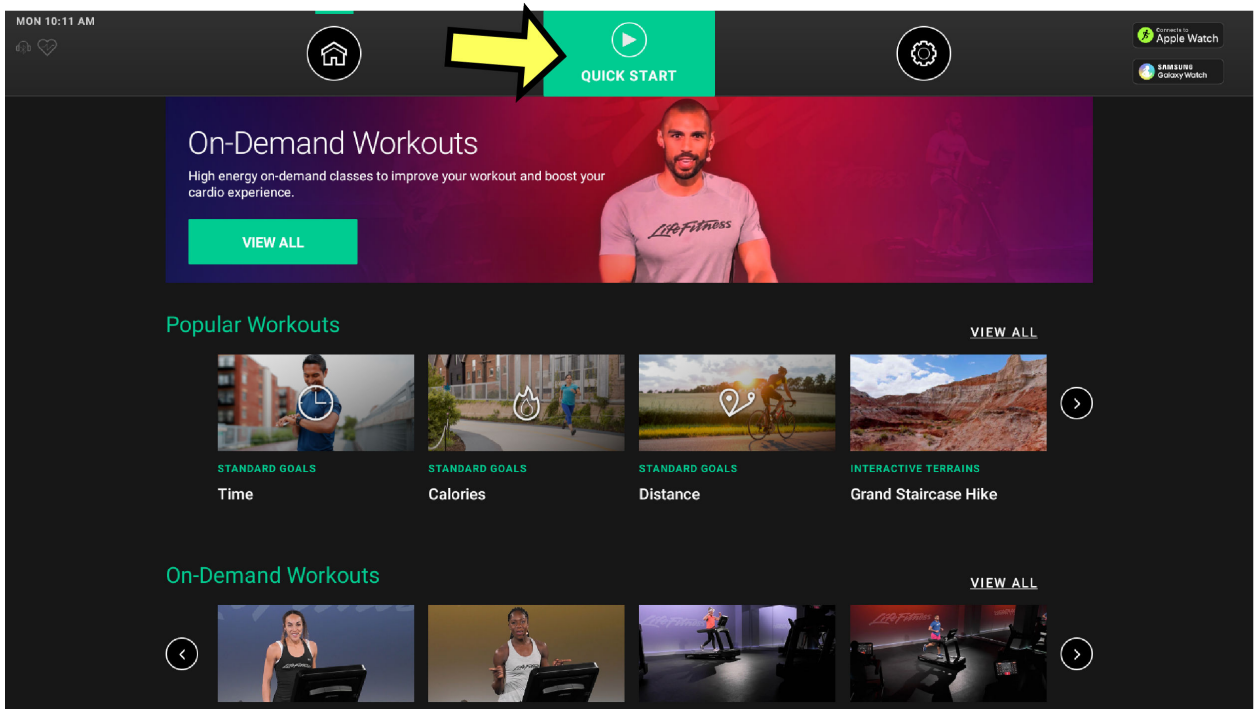 MON 10:11 AM
QUICK START
Connects to
Apple Watch
SAMSUNG
Galaxy Watch
On-Demand Workouts
High energy on-demand classes to improve your workout and boost your
cardio experience.
VIEW ALL
LifeFitness
Popular Workouts
VIEW ALL
STANDARD GOALS
STANDARD GOALS
STANDARD GOALS
INTERACTIVE TERRAINS
Time
Calories
Distance
Grand Staircase Hike
On-Demand Workouts
VIEW ALL
LifeFitness
LifeFitness